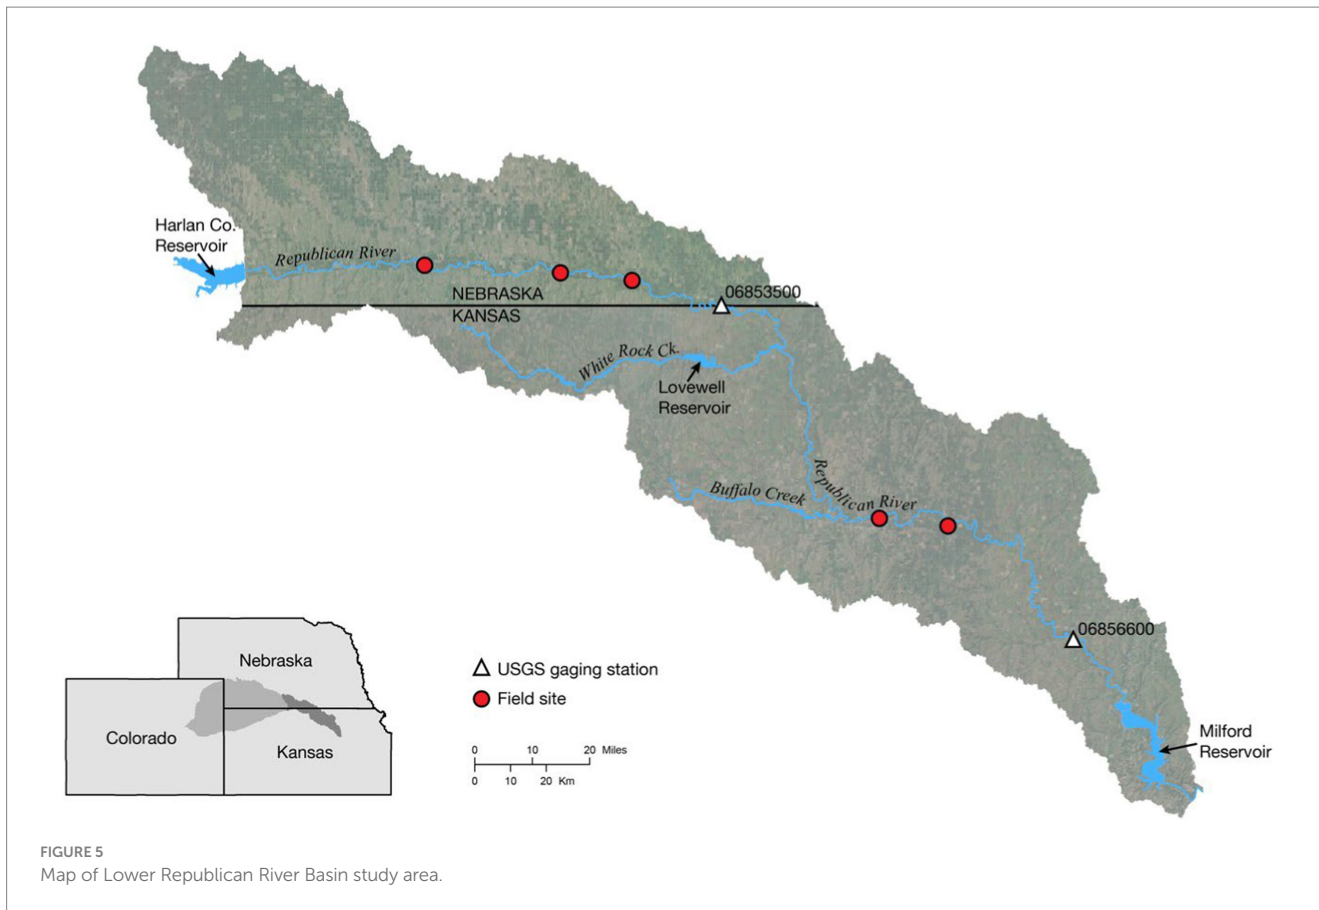 Harlan Co.
Reservoir
Republican River
NEBRASKA
KANSAS
06853500
White Rock Ck.
Lovewell
Reservoir
Republican River
Buffalo Creek
06856600
Milford
Reservoir
Nebraska
Colorado
Kansas
USGS gaging station
Field site
0 10 20 Miles
0 10 20 Km
FIGURE 5
Map of Lower Republican River Basin study area.